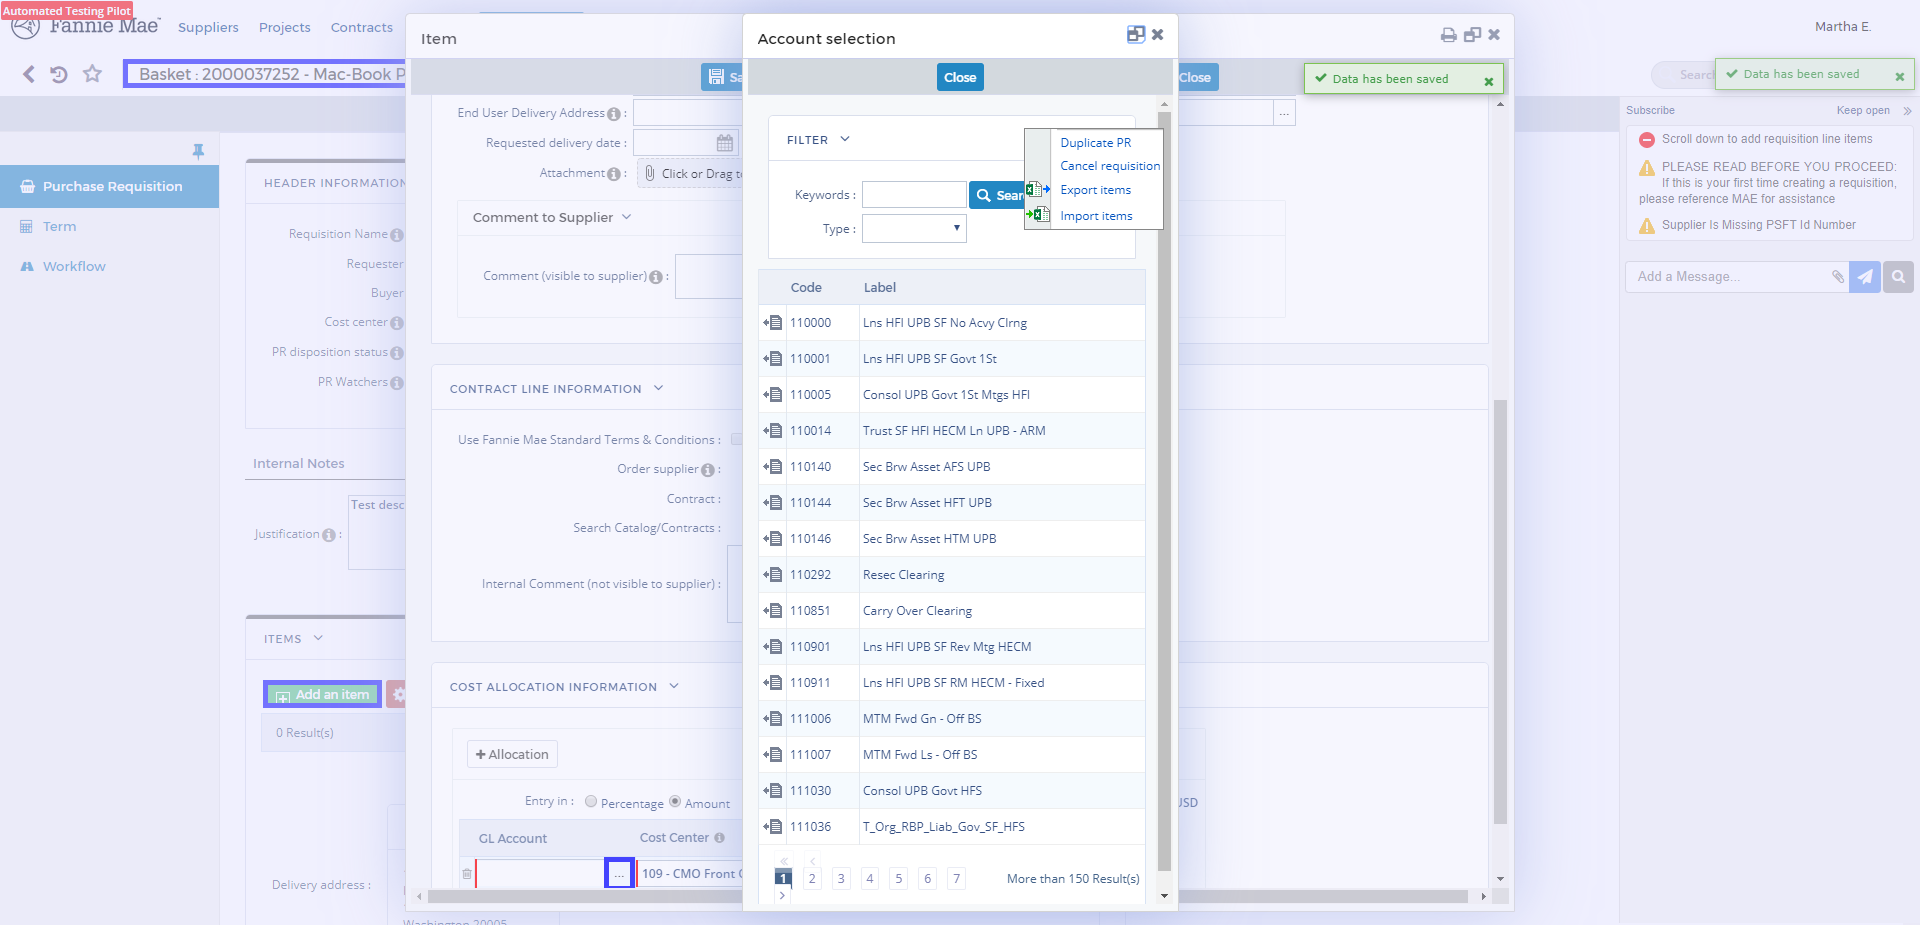 Automated Testing Pilot
Fannie Mae
Suppliers
Projects
Contracts
Martha E.
Basket : 2000037252 - Mac-Book P
Search
Data has been saved
Purchase Requisition
Term
Workflow
HEADER INFORMATION
Requisition Name
Requester
Buyer
Cost center
PR disposition status
PR Watchers
Internal Notes
Test desc
Justification :
ITEMS
Add an item
0 Result(s)
Delivery address :
Washington 20005
Item
Sa
Close
Data has been saved
End User Delivery Address :
...
Requested delivery date :
Attachment :
Click or Drag to
Comment to Supplier
Comment (visible to supplier) :
CONTRACT LINE INFORMATION
Use Fannie Mae Standard Terms & Conditions :
Order supplier :
Contract :
Search Catalog/Contracts :
Internal Comment (not visible to supplier) :
COST ALLOCATION INFORMATION
+ Allocation
Entry in :
Percentage
Amount
USD
GL Account
Cost Center
...
109 - CMO Front
Account selection
Close
FILTER
Keywords :
Sear
Type :
Duplicate PR
Cancel requisition
Export items
Import items
Code Label
110000 Lns HFI UPB SF No Acvy Clrng
110001 Lns HFI UPB SF Govt 1St
110005 Consol UPB Govt 1St Mtgs HFI
110014 Trust SF HFI HECM Ln UPB - ARM
110140 Sec Brw Asset AFS UPB
110144 Sec Brw Asset HFT UPB
110146 Sec Brw Asset HTM UPB
110292 Resec Clearing
110851 Carry Over Clearing
110901 Lns HFI UPB SF Rev Mtg HECM
110911 Lns HFI UPB SF RM HECM - Fixed
111006 MTM Fwd Gn - Off BS
111007 MTM Fwd Ls - Off BS
111030 Consol UPB Govt HFS
111036 T_Org_RBP_Liab_Gov_SF_HFS
1 2 3 4 5 6 7
More than 150 Result(s)
Subscribe
Keep open
Scroll down to add requisition line items
PLEASE READ BEFORE YOU PROCEED:
If this is your first time creating a requisition,
please reference MAE for assistance
Supplier Is Missing PSFT Id Number
Add a Message...